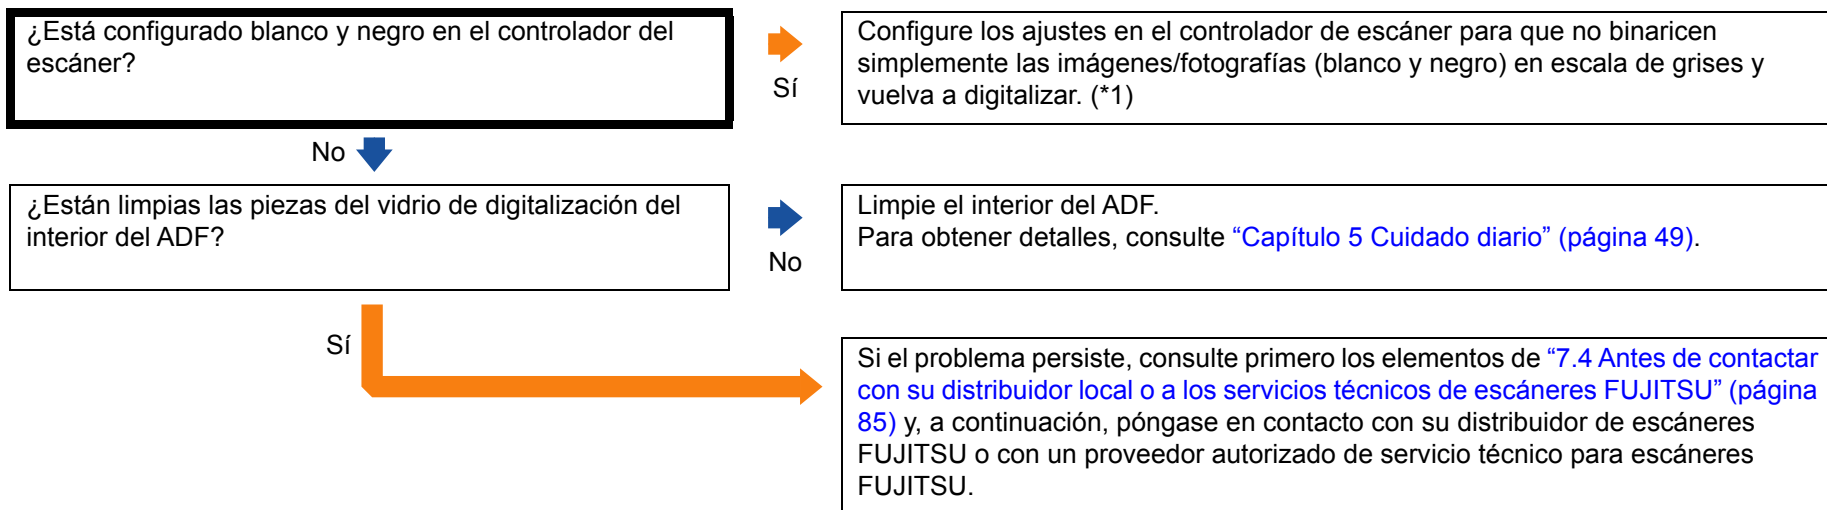 ¿Está configurado blanco y negro en el controlador del
escáner?
Sí
Configure los ajustes en el controlador de escáner para que no binaricen
simplemente las imágenes/fotografías (blanco y negro) en escala de grises y
vuelva a digitalizar. (*1)
No
¿Están limpias las piezas del vidrio de digitalización del
interior del ADF?
No
Limpie el interior del ADF.
Para obtener detalles, consulte “Capítulo 5 Cuidado diario” (página 49).
Sí
Si el problema persiste, consulte primero los elementos de “7.4 Antes de contactar
con su distribuidor local o a los servicios técnicos de escáneres FUJITSU” (página
85) y, a continuación, póngase en contacto con su distribuidor de escáneres
FUJITSU o con un proveedor autorizado de servicio técnico para escáneres
FUJITSU.